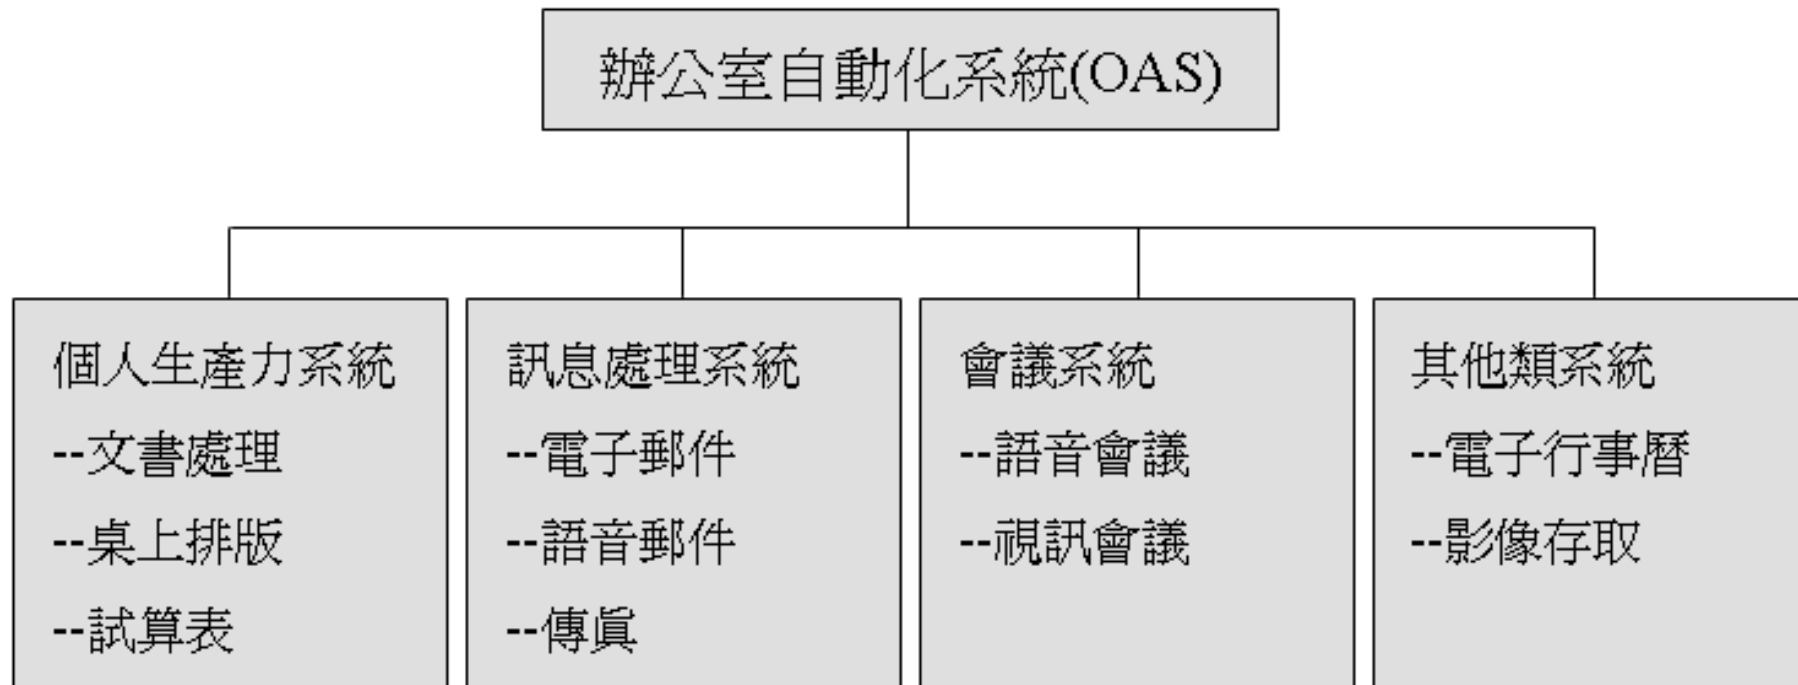 辦公室自動化系統(OAS)
個人生產力系統
--文書處理
--桌上排版
--試算表
訊息處理系統
--電子郵件
--語音郵件
--傳真
會議系統
--語音會議
--視訊會議
其他類系統
--電子行事曆
--影像存取